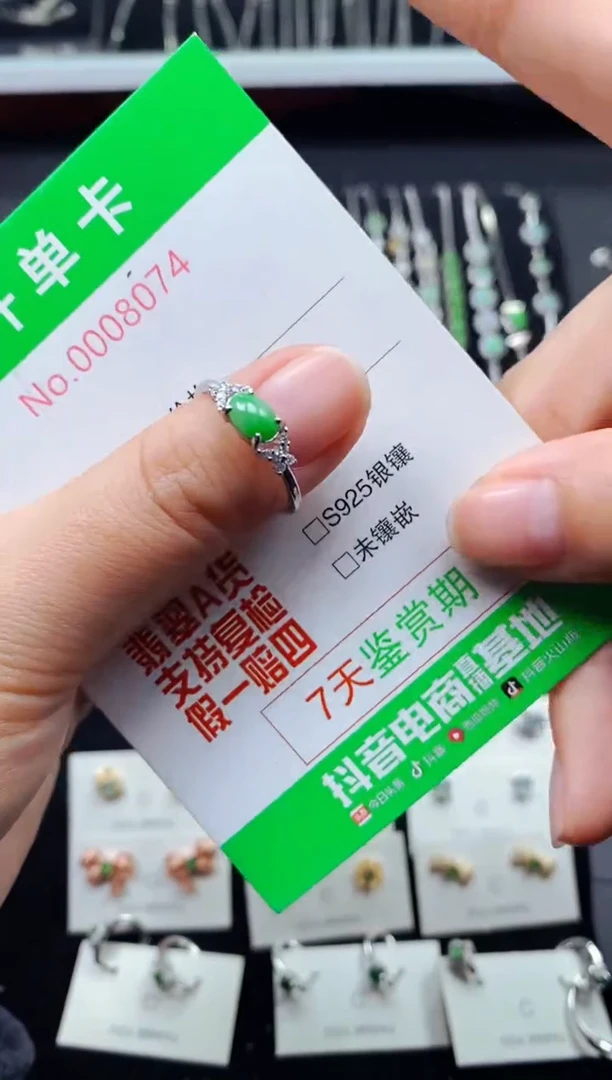 单卡
No.0008074
□S925银镶
□未镶嵌
翡翠A货
支持复检
假一赔四
7天鉴赏期
抖音电商直播基地
今日头条 抖音 西瓜视频 抖音火山版